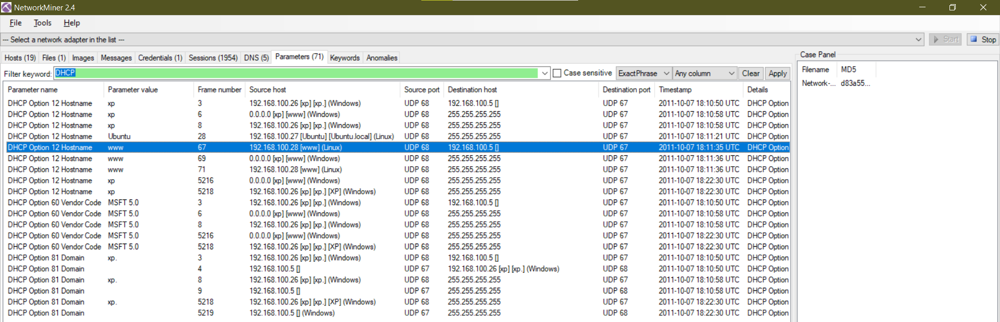 NetworkMiner 2.4
File Tools Help
--- Select a network adapter in the list --- Start Stop
Hosts (19) Files (1) Images Messages Credentials (1) Sessions (1954) DNS (5) Parameters (71) Keywords Anomalies Case Panel
Filter keyword: DHCP Case sensitive ExactPhrase Any column Clear Apply Filename MD5
Network-... d83a55...
Parameter name Parameter value Frame number Source host Source port Destination host Destination port Timestamp Details
DHCP Option 12 Hostname xp 3 192.168.100.26 [xp] [xp.] (Windows) UDP 68 192.168.100.5 [] UDP 67 2011-10-07 18:10:50 UTC DHCP Option
DHCP Option 12 Hostname xp 6 0.0.0.0 [xp] [www] (Windows) UDP 68 255.255.255.255 UDP 67 2011-10-07 18:10:58 UTC DHCP Option
DHCP Option 12 Hostname xp 8 192.168.100.26 [xp] [xp.] (Windows) UDP 68 255.255.255.255 UDP 67 2011-10-07 18:10:58 UTC DHCP Option
DHCP Option 12 Hostname Ubuntu 28 192.168.100.27 [Ubuntu] [Ubuntu.local] (Linux) UDP 68 255.255.255.255 UDP 67 2011-10-07 18:11:21 UTC DHCP Option
DHCP Option 12 Hostname www 67 192.168.100.28 [www] (Linux) UDP 68 192.168.100.5 [] UDP 67 2011-10-07 18:11:35 UTC DHCP Option
DHCP Option 12 Hostname www 69 0.0.0.0 [xp] [www] (Windows) UDP 68 255.255.255.255 UDP 67 2011-10-07 18:11:36 UTC DHCP Option
DHCP Option 12 Hostname www 71 192.168.100.28 [www] (Linux) UDP 68 255.255.255.255 UDP 67 2011-10-07 18:11:36 UTC DHCP Option
DHCP Option 12 Hostname xp 5216 0.0.0.0 [xp] [www] (Windows) UDP 68 255.255.255.255 UDP 67 2011-10-07 18:22:30 UTC DHCP Option
DHCP Option 12 Hostname xp 5218 192.168.100.26 [xp] [xp.] [XP] (Windows) UDP 68 255.255.255.255 UDP 67 2011-10-07 18:22:30 UTC DHCP Option
DHCP Option 60 Vendor Code MSFT 5.0 3 192.168.100.26 [xp] [xp.] (Windows) UDP 68 192.168.100.5 [] UDP 67 2011-10-07 18:10:50 UTC DHCP Option
DHCP Option 60 Vendor Code MSFT 5.0 6 0.0.0.0 [xp] [www] (Windows) UDP 68 255.255.255.255 UDP 67 2011-10-07 18:10:58 UTC DHCP Option
DHCP Option 60 Vendor Code MSFT 5.0 8 192.168.100.26 [xp] [xp.] (Windows) UDP 68 255.255.255.255 UDP 67 2011-10-07 18:10:58 UTC DHCP Option
DHCP Option 60 Vendor Code MSFT 5.0 5216 0.0.0.0 [xp] [www] (Windows) UDP 68 255.255.255.255 UDP 67 2011-10-07 18:22:30 UTC DHCP Option
DHCP Option 60 Vendor Code MSFT 5.0 5218 192.168.100.26 [xp] [xp.] [XP] (Windows) UDP 68 255.255.255.255 UDP 67 2011-10-07 18:22:30 UTC DHCP Option
DHCP Option 81 Domain xp. 3 192.168.100.26 [xp] [xp.] (Windows) UDP 68 192.168.100.5 [] UDP 67 2011-10-07 18:10:50 UTC DHCP Option
DHCP Option 81 Domain 4 192.168.100.5 [] UDP 67 192.168.100.26 [xp] [xp.] (Windows) UDP 68 2011-10-07 18:10:50 UTC DHCP Option
DHCP Option 81 Domain xp. 8 192.168.100.26 [xp] [xp.] (Windows) UDP 68 255.255.255.255 UDP 67 2011-10-07 18:10:58 UTC DHCP Option
DHCP Option 81 Domain 9 192.168.100.5 [] UDP 67 255.255.255.255 UDP 68 2011-10-07 18:10:58 UTC DHCP Option
DHCP Option 81 Domain xp. 5218 192.168.100.26 [xp] [xp.] [XP] (Windows) UDP 68 255.255.255.255 UDP 67 2011-10-07 18:22:30 UTC DHCP Option
DHCP Option 81 Domain 5219 192.168.100.5 [] (Windows) UDP 67 255.255.255.255 UDP 68 2011-10-07 18:22:30 UTC DHCP Option